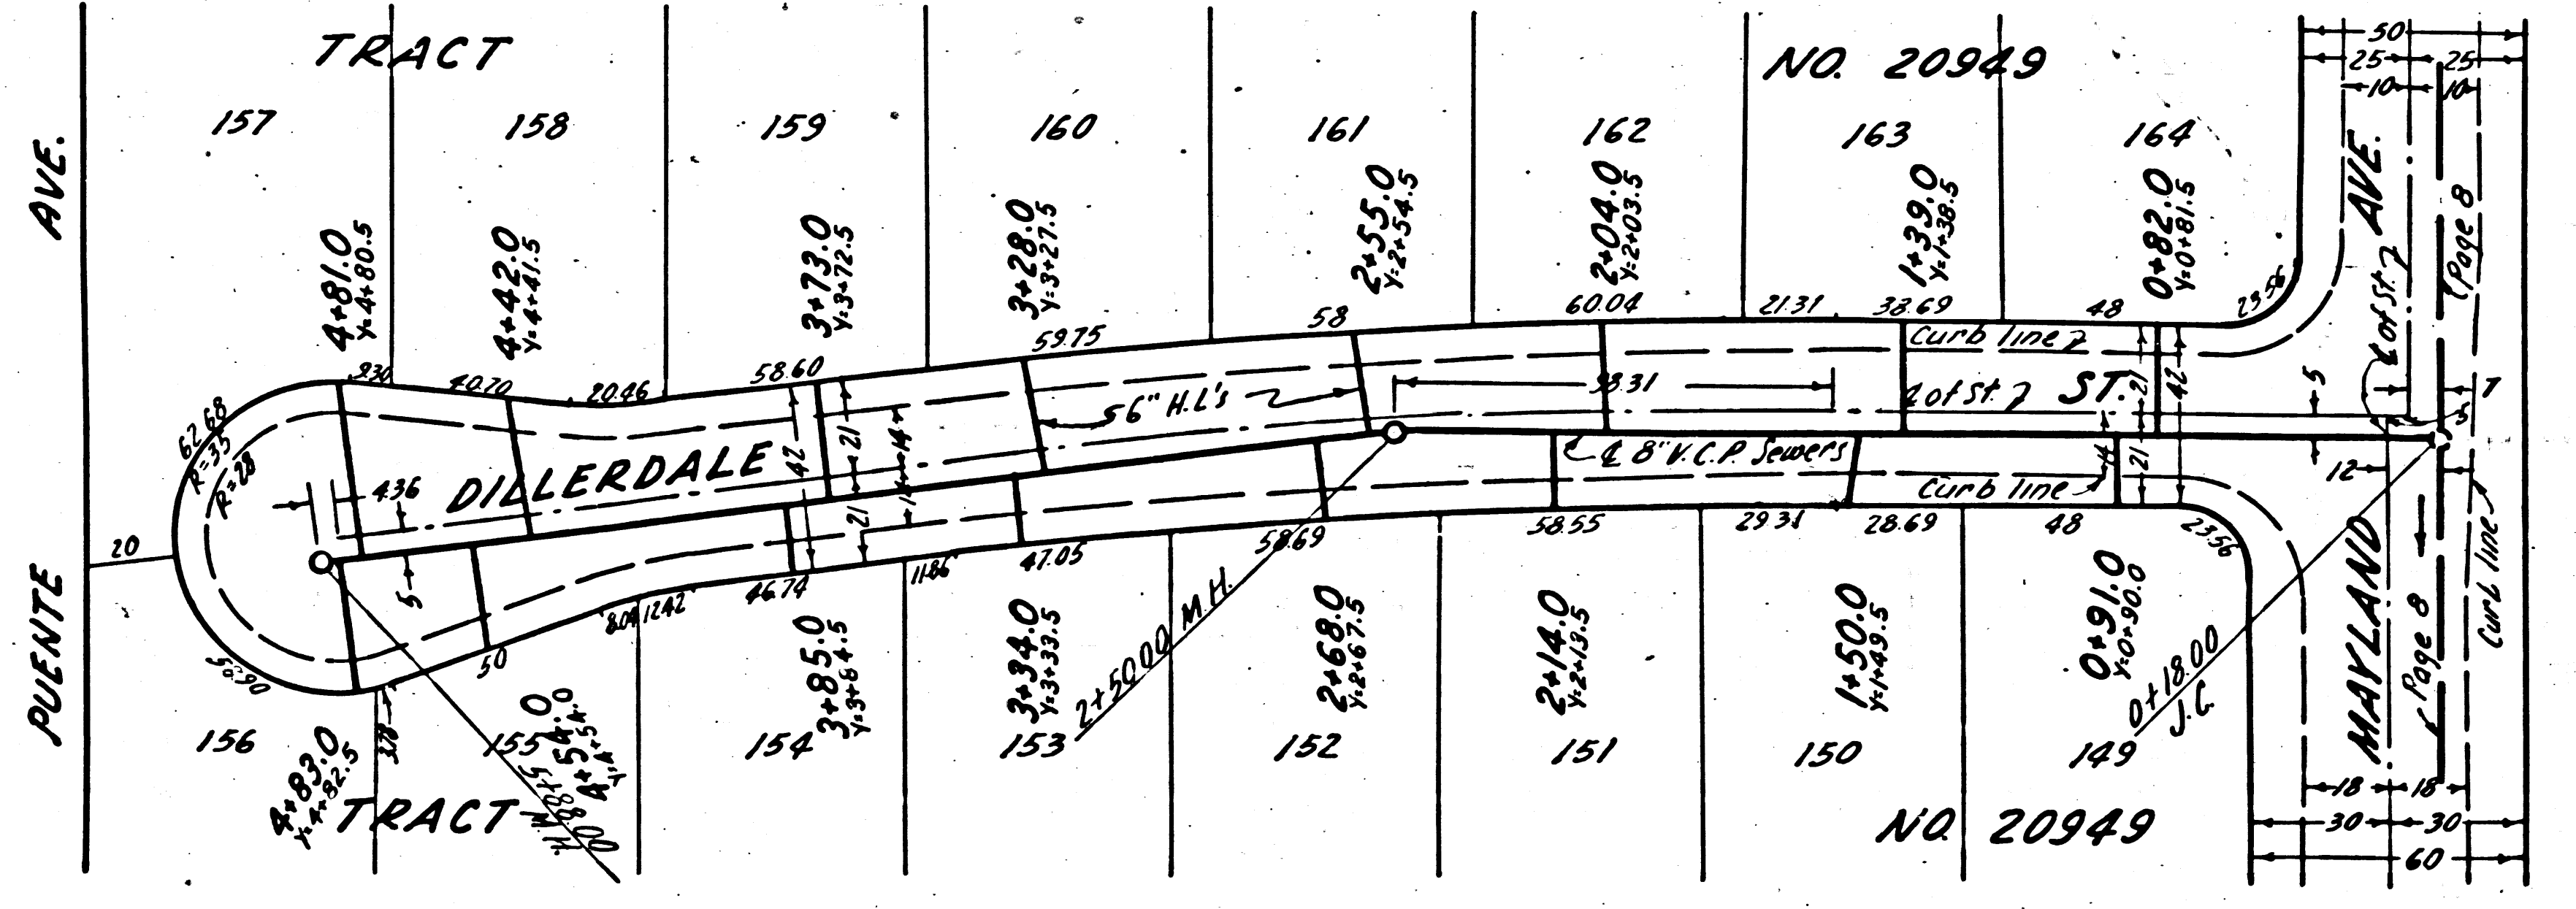 TRACT
NO. 20949
50
25 25
10 10
157
158
159
160
161
162
163
164
AVE.
PUENTE
4+81.0
Y=4+80.5
4+42.0
Y=4+41.5
3+73.0
Y=3+72.5
3+28.0
Y=3+27.5
2+55.0
Y=2+54.5
2+04.0
Y=2+03.5
1+39.0
Y=1+38.5
0+82.0
Y=0+81.5
AVE.
℄ of St.
(Page 8
40.20
20.46
58.60
59.75
58
60.04
21.31
38.69
48
23.56
Curb line
62.68
R=35
R=28
4.36
DILLERDALE
42
21
14
21
5 6" H.L's
98.31
℄ of St.
ST.
21
42
5
7
5
℄ 8" V.C.P. Sewers
Curb line
14
21
12
20
5
50
8.04
12.42
46.74
11.86
47.05
58.69
58.55
29.31
28.69
48
23.56
3.78
156
155
154
153
152
151
150
149
4+83.0
Y=4+82.5
4+54.0
5+88.00
M.H.
3+85.0
Y=3+84.5
3+34.0
Y=3+33.5
2+50.00 M.H.
2+68.0
Y=2+67.5
2+14.0
Y=2+13.5
1+50.0
Y=1+49.5
0+91.0
Y=0+90.0
0+18.00
J.C.
MAYLAND
Page 8
Curb line
TRACT
NO. 20949
18 18
30 30
60